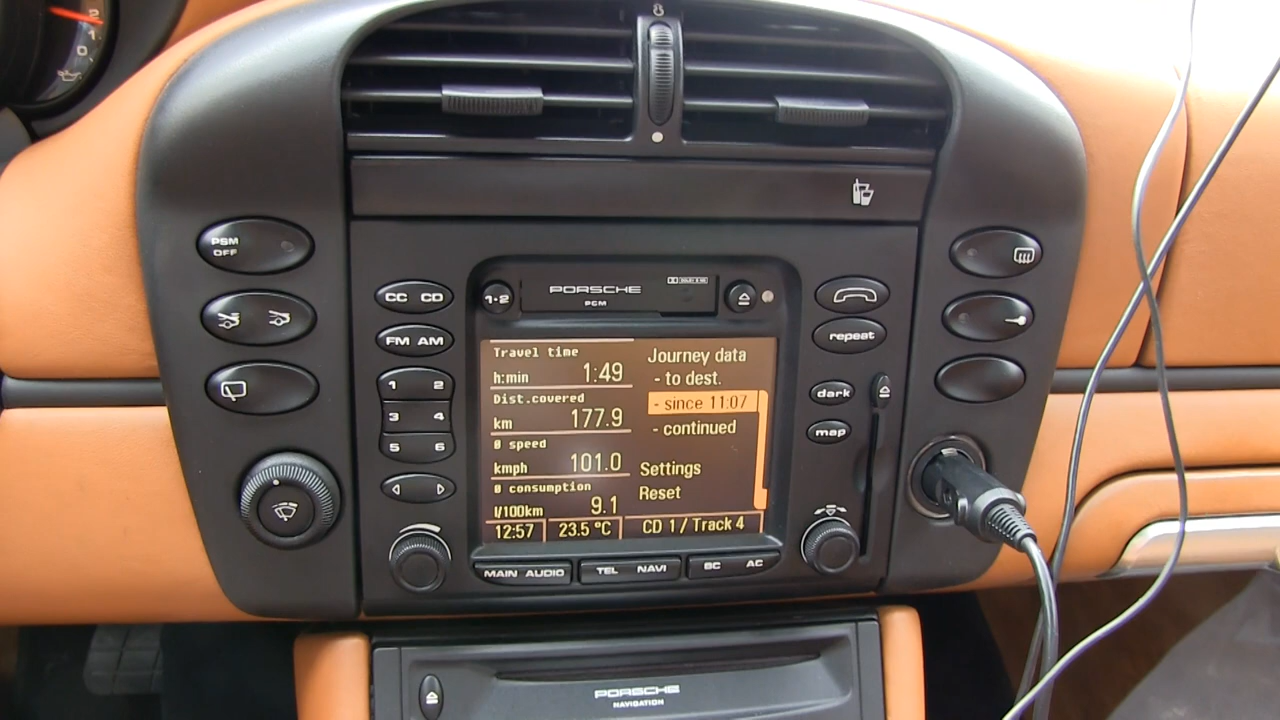 2
1
0
PSM
OFF
CC CD
FM AM
1 2
3 4
5 6
1-2
PORSCHE
PCM
Travel time
h:min 1:49
Dist.covered
km 177.9
Ø speed
kmph 101.0
Ø consumption
l/100km 9.1
12:57 23.5 °C CD 1 / Track 4
Journey data
- to dest.
- since 11:07
- continued
Settings
Reset
repeat
dark
map
MAIN AUDIO TEL NAVI BC AC
PORSCHE
NAVIGATION